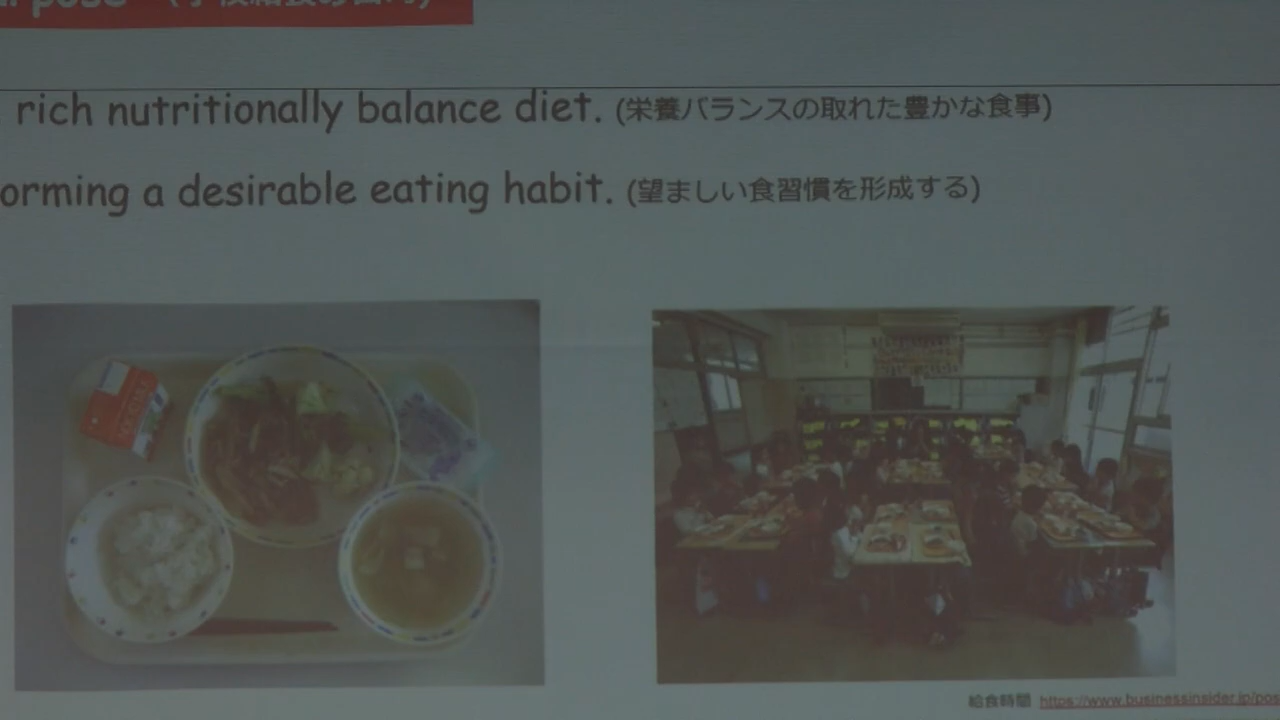 pose
rich nutritionally balance diet. (栄養バランスの取れた豊かな食事)
orming a desirable eating habit. (望ましい食習慣を形成する)
給食時間 https://www.businessinsider.jp/pos